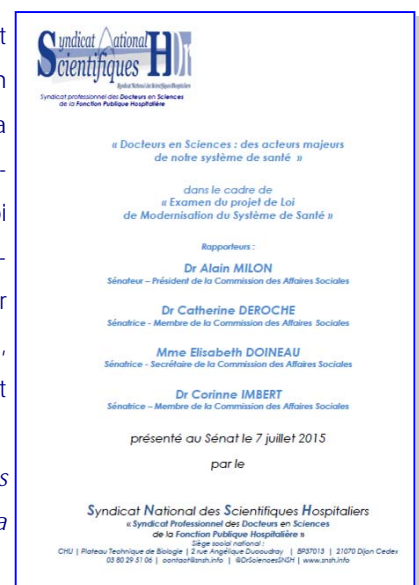 Syndicat National
Scientifiques H
Syndicat National des Scientifiques Hospitaliers
Syndicat professionnel des Docteurs en Sciences
de la Fonction Publique Hospitalière
« Docteurs en Sciences : des acteurs majeurs
de notre système de santé »
dans le cadre de
« Examen du projet de Loi
de Modernisation du Système de Santé »
Rapporteurs :
Dr Alain MILON
Sénateur – Président de la Commission des Affaires Sociales
Dr Catherine DEROCHE
Sénatrice - Membre de la Commission des Affaires Sociales
Mme Elisabeth DOINEAU
Sénatrice - Secrétaire de la Commission des Affaires Sociales
Dr Corinne IMBERT
Sénatrice – Membre de la Commission des Affaires Sociales
présenté au Sénat le 7 juillet 2015
par le
Syndicat National des Scientifiques Hospitaliers
« Syndicat Professionnel des Docteurs en Sciences
de la Fonction Publique Hospitalière »
Siège social national :
CHU | Plateau Technique de Biologie | 2 rue Angélique Ducoudray | BP37013 | 21070 Dijon Cedex
03 80 29 51 06 | contact@snsh.info | @DrSciencesSNSH | www.snsh.info